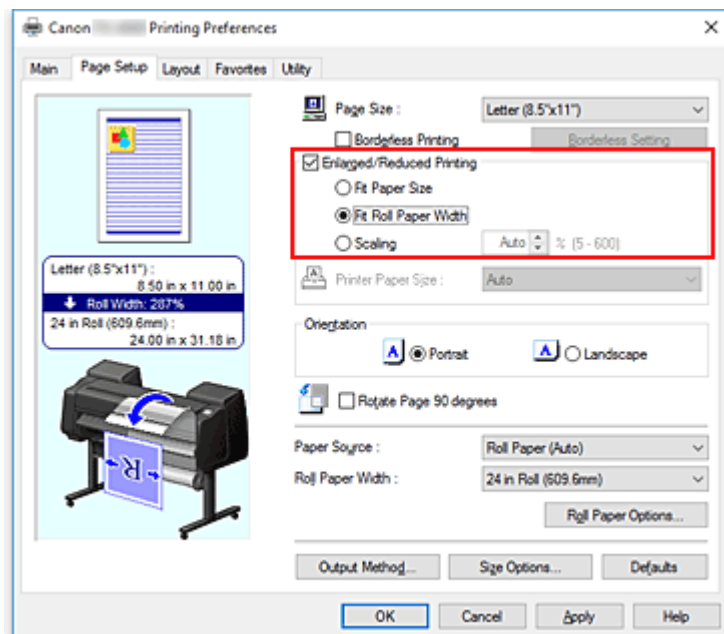 Canon Printing Preferences
Main Page Setup Layout Favorites Utility
Page Size : Letter (8.5"x11")
Borderless Printing Borderless Setting
Enlarged/Reduced Printing
Fit Paper Size
Fit Roll Paper Width
Scaling Auto % (5 - 600)
Letter (8.5"x11") :
8.50 in x 11.00 in
Roll Width: 287%
24 in Roll (609.6mm) :
24.00 in x 31.18 in
Printer Paper Size : Auto
Orientation
A Portrait A Landscape
Rotate Page 90 degrees
R
Paper Source : Roll Paper (Auto)
Roll Paper Width : 24 in Roll (609.6mm)
Roll Paper Options...
Output Method... Size Options... Defaults
OK Cancel Apply Help